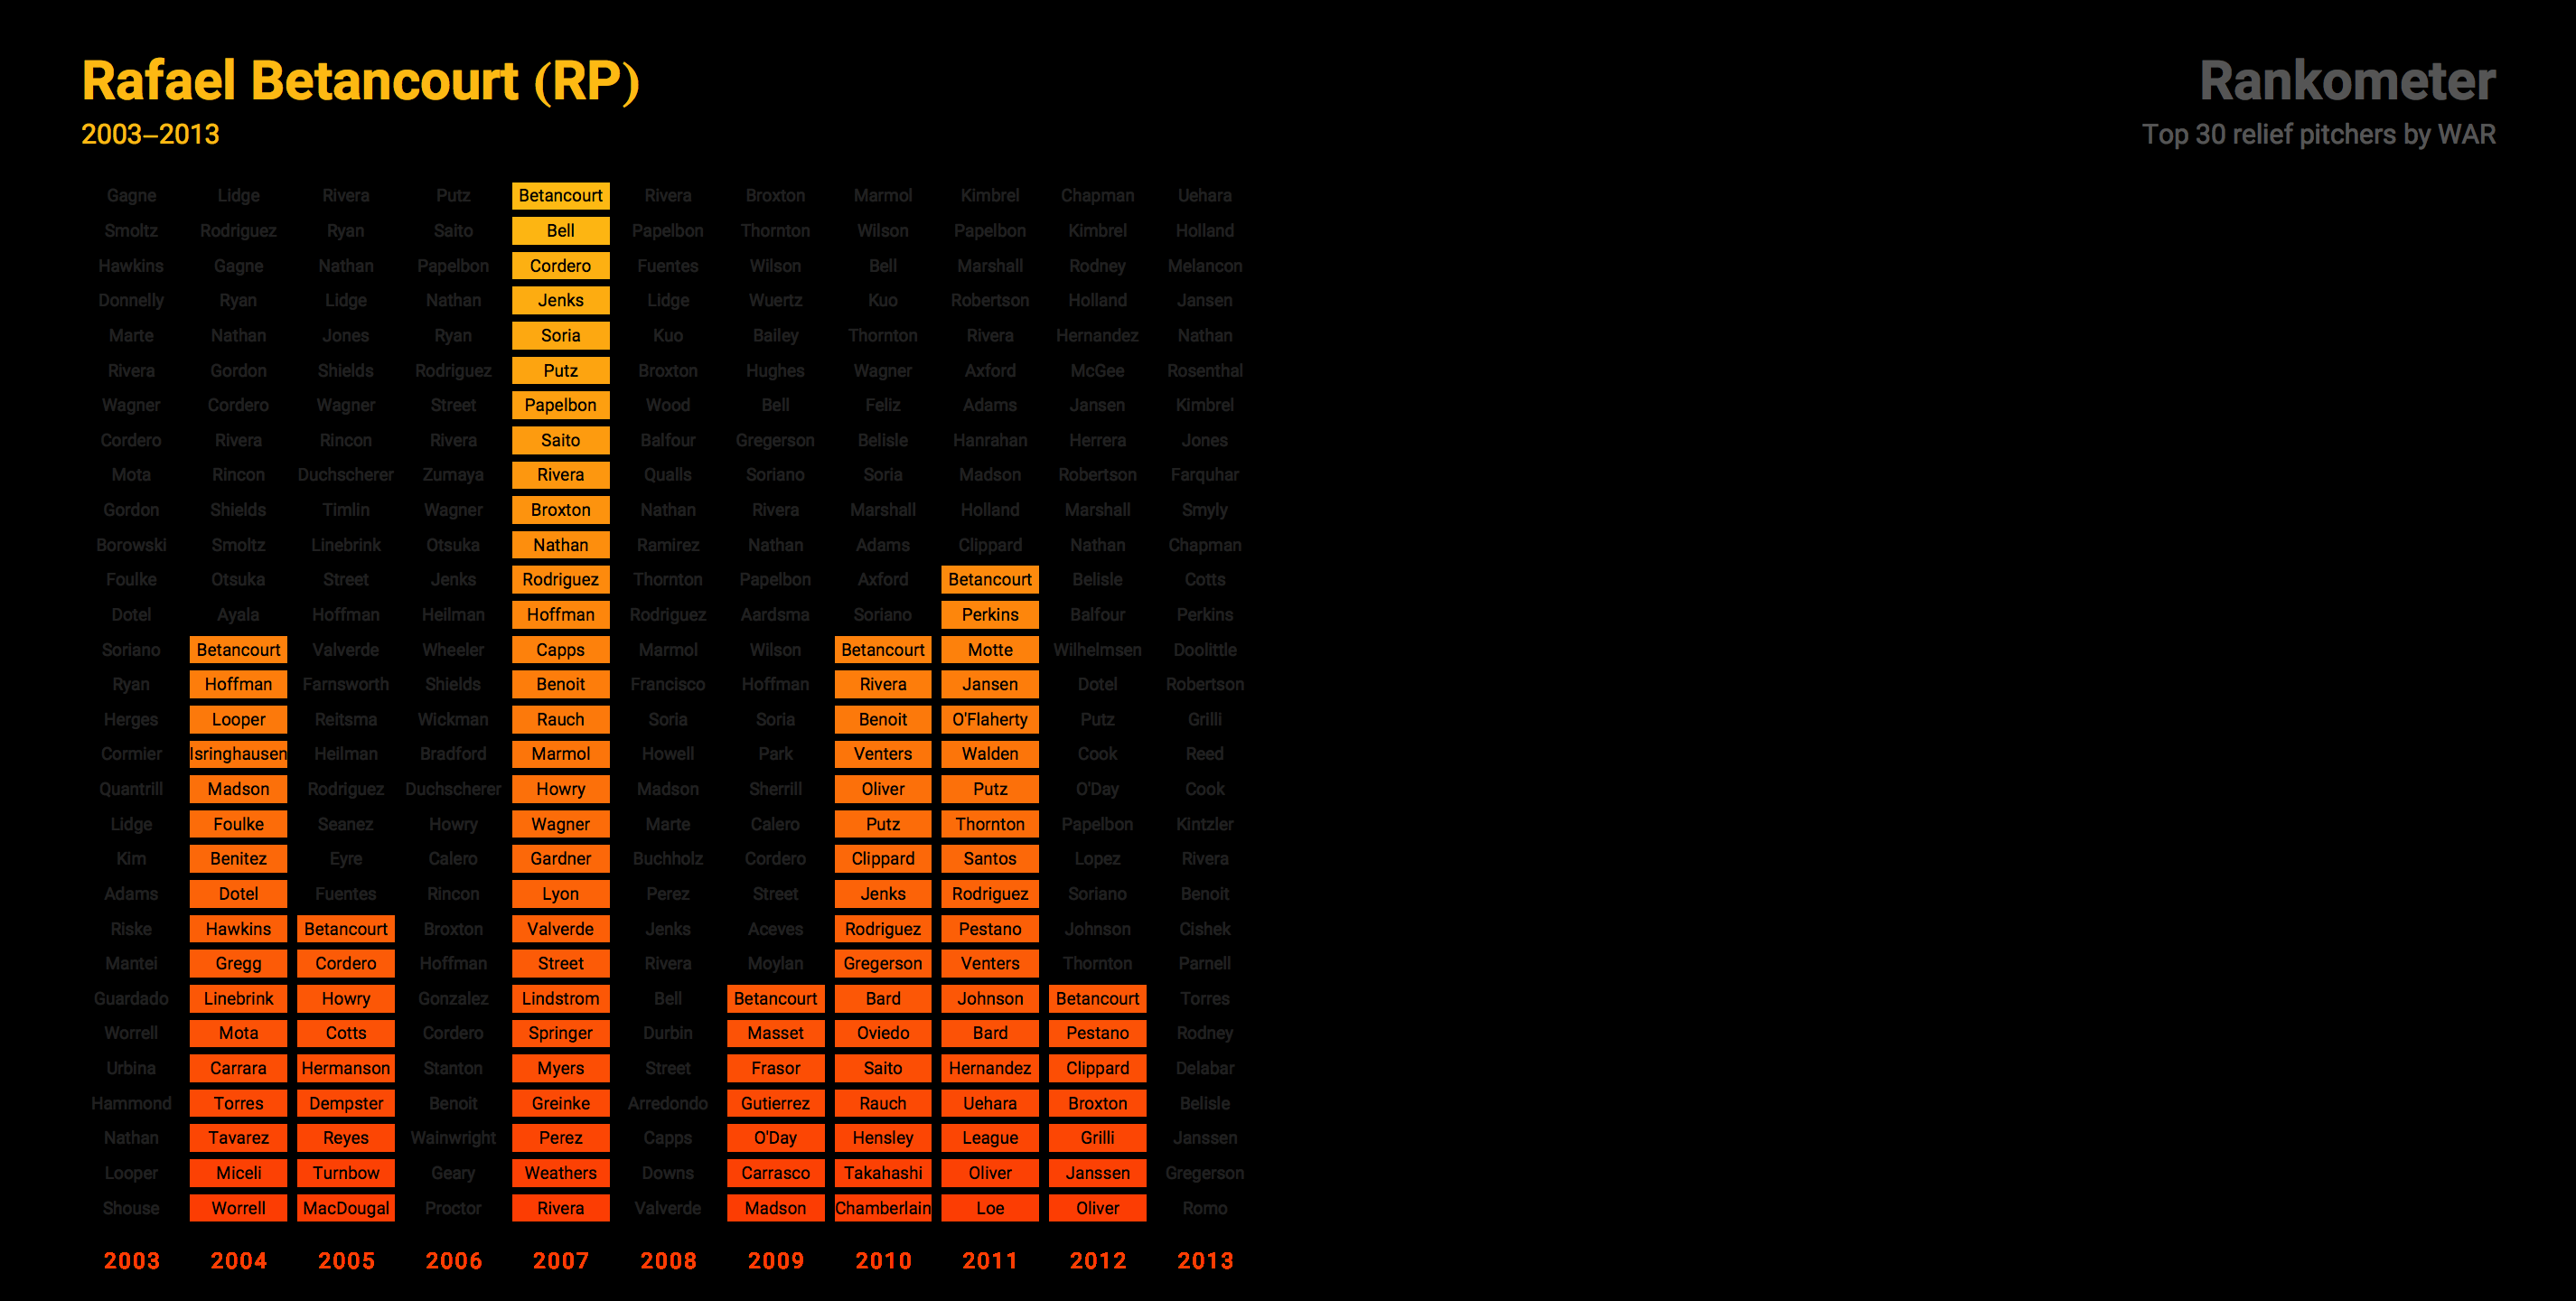 Rafael Betancourt (RP)
2003–2013
Rankometer
Top 30 relief pitchers by WAR
Gagne Lidge Rivera Putz Betancourt Rivera Broxton Marmol Kimbrel Chapman Uehara
Smoltz Rodriguez Ryan Saito Bell Papelbon Thornton Wilson Papelbon Kimbrel Holland
Hawkins Gagne Nathan Papelbon Cordero Fuentes Wilson Bell Marshall Rodney Melancon
Donnelly Ryan Lidge Nathan Jenks Lidge Wuertz Kuo Robertson Holland Jansen
Marte Nathan Jones Ryan Soria Kuo Bailey Thornton Rivera Hernandez Nathan
Rivera Gordon Shields Rodriguez Putz Broxton Hughes Wagner Axford McGee Rosenthal
Wagner Cordero Wagner Street Papelbon Wood Bell Feliz Adams Jansen Kimbrel
Cordero Rivera Rincon Rivera Saito Balfour Gregerson Belisle Hanrahan Herrera Jones
Mota Rincon Duchscherer Zumaya Rivera Qualls Soriano Soria Madson Robertson Farquhar
Gordon Shields Timlin Wagner Broxton Nathan Rivera Marshall Holland Marshall Smyly
Borowski Smoltz Linebrink Otsuka Nathan Ramirez Nathan Adams Clippard Nathan Chapman
Foulke Otsuka Street Jenks Rodriguez Thornton Papelbon Axford Betancourt Belisle Cotts
Dotel Ayala Hoffman Heilman Hoffman Rodriguez Aardsma Soriano Perkins Balfour Perkins
Soriano Betancourt Valverde Wheeler Capps Marmol Wilson Betancourt Motte Wilhelmsen Doolittle
Ryan Hoffman Farnsworth Shields Benoit Francisco Hoffman Rivera Jansen Dotel Robertson
Herges Looper Reitsma Wickman Rauch Soria Soria Benoit O'Flaherty Putz Grilli
Cormier Isringhausen Heilman Bradford Marmol Howell Park Venters Walden Cook Reed
Quantrill Madson Rodriguez Duchscherer Howry Madson Sherrill Oliver Putz O'Day Cook
Lidge Foulke Seanez Howry Wagner Marte Calero Putz Thornton Papelbon Kintzler
Kim Benitez Eyre Calero Gardner Buchholz Cordero Clippard Santos Lopez Rivera
Adams Dotel Fuentes Rincon Lyon Perez Street Jenks Rodriguez Soriano Benoit
Riske Hawkins Betancourt Broxton Valverde Jenks Aceves Rodriguez Pestano Johnson Cishek
Mantei Gregg Cordero Hoffman Street Rivera Moylan Gregerson Venters Thornton Parnell
Guardado Linebrink Howry Gonzalez Lindstrom Bell Betancourt Bard Johnson Betancourt Torres
Worrell Mota Cotts Cordero Springer Durbin Masset Oviedo Bard Pestano Rodney
Urbina Carrara Hermanson Stanton Myers Street Frasor Saito Hernandez Clippard Delabar
Hammond Torres Dempster Benoit Greinke Arredondo Gutierrez Rauch Uehara Broxton Belisle
Nathan Tavarez Reyes Wainwright Perez Capps O'Day Hensley League Grilli Janssen
Looper Miceli Turnbow Geary Weathers Downs Carrasco Takahashi Oliver Janssen Gregerson
Shouse Worrell MacDougal Proctor Rivera Valverde Madson Chamberlain Loe Oliver Romo
2003 2004 2005 2006 2007 2008 2009 2010 2011 2012 2013